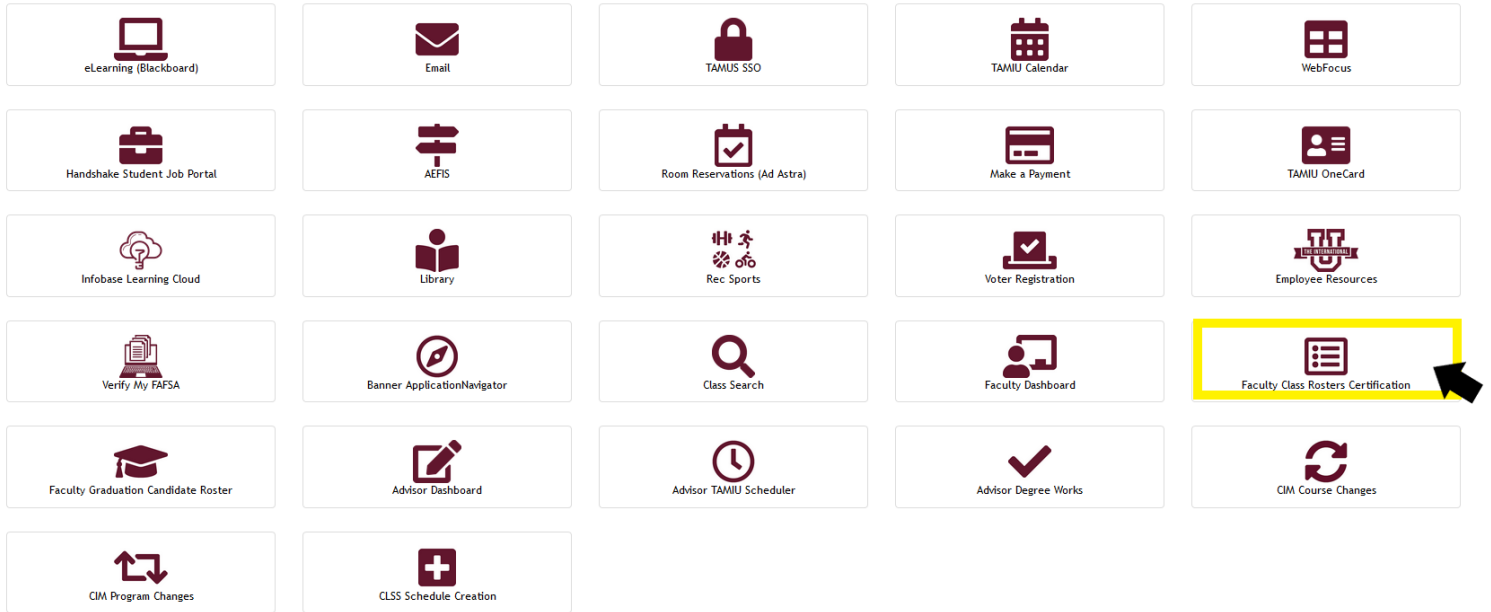 eLearning (Blackboard)
Email
TAMUS SSO
TAMIU Calendar
WebFocus
Handshake Student Job Portal
AEFIS
Room Reservations (Ad Astra)
Make a Payment
TAMIU OneCard
Infobase Learning Cloud
Library
Rec Sports
Voter Registration
U
THE INTERNATIONAL
Employee Resources
Verify My FAFSA
Banner ApplicationNavigator
Class Search
Faculty Dashboard
Faculty Class Rosters Certification
Faculty Graduation Candidate Roster
Advisor Dashboard
Advisor TAMIU Scheduler
Advisor Degree Works
CIM Course Changes
CIM Program Changes
CLSS Schedule Creation